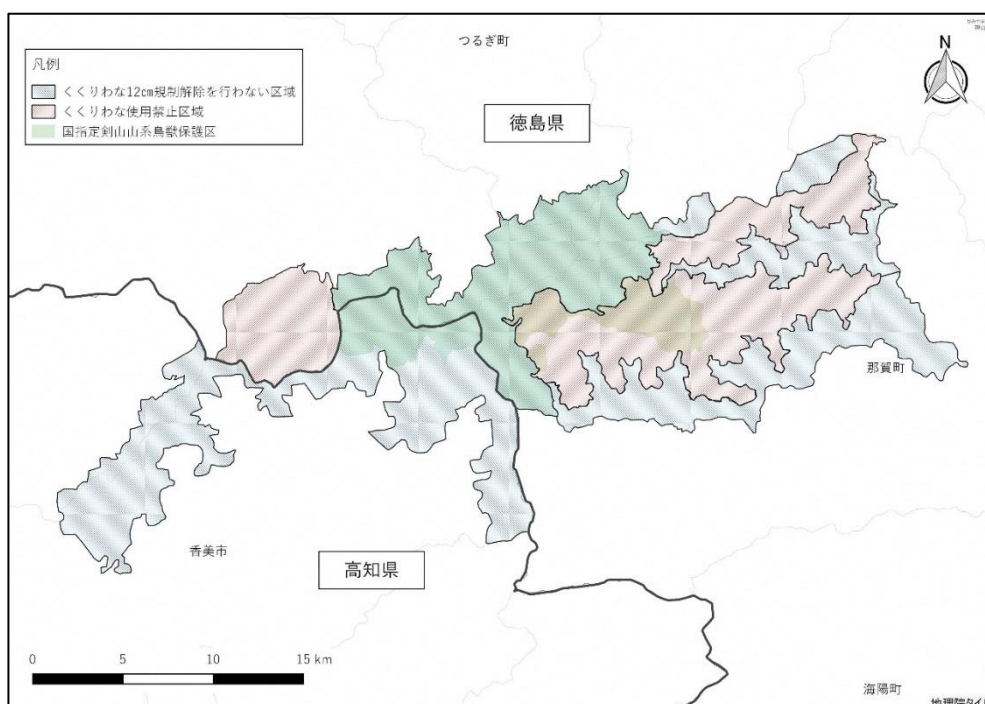 つるぎ町
N
凡例
くくりわな12cm規制解除を行わない区域
くくりわな使用禁止区域
国指定剣山山系鳥獣保護区
徳島県
那賀町
香美市
高知県
0 5 10 15 km
海陽町
地理院タイル